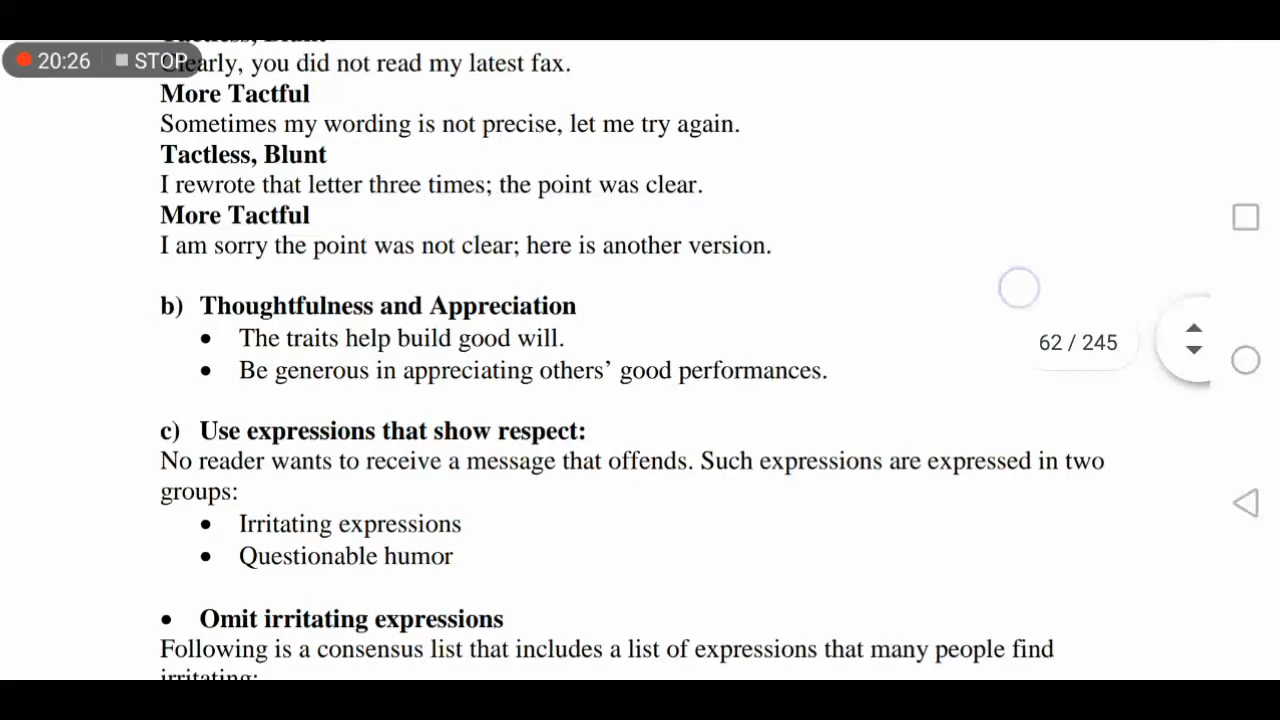 20:26 STOP
Clearly, you did not read my latest fax.
More Tactful
Sometimes my wording is not precise, let me try again.
Tactless, Blunt
I rewrote that letter three times; the point was clear.
More Tactful
I am sorry the point was not clear; here is another version.
b) Thoughtfulness and Appreciation
• The traits help build good will.
62 / 245
• Be generous in appreciating others’ good performances.
c) Use expressions that show respect:
No reader wants to receive a message that offends. Such expressions are expressed in two
groups:
• Irritating expressions
• Questionable humor
• Omit irritating expressions
Following is a consensus list that includes a list of expressions that many people find
irritating: